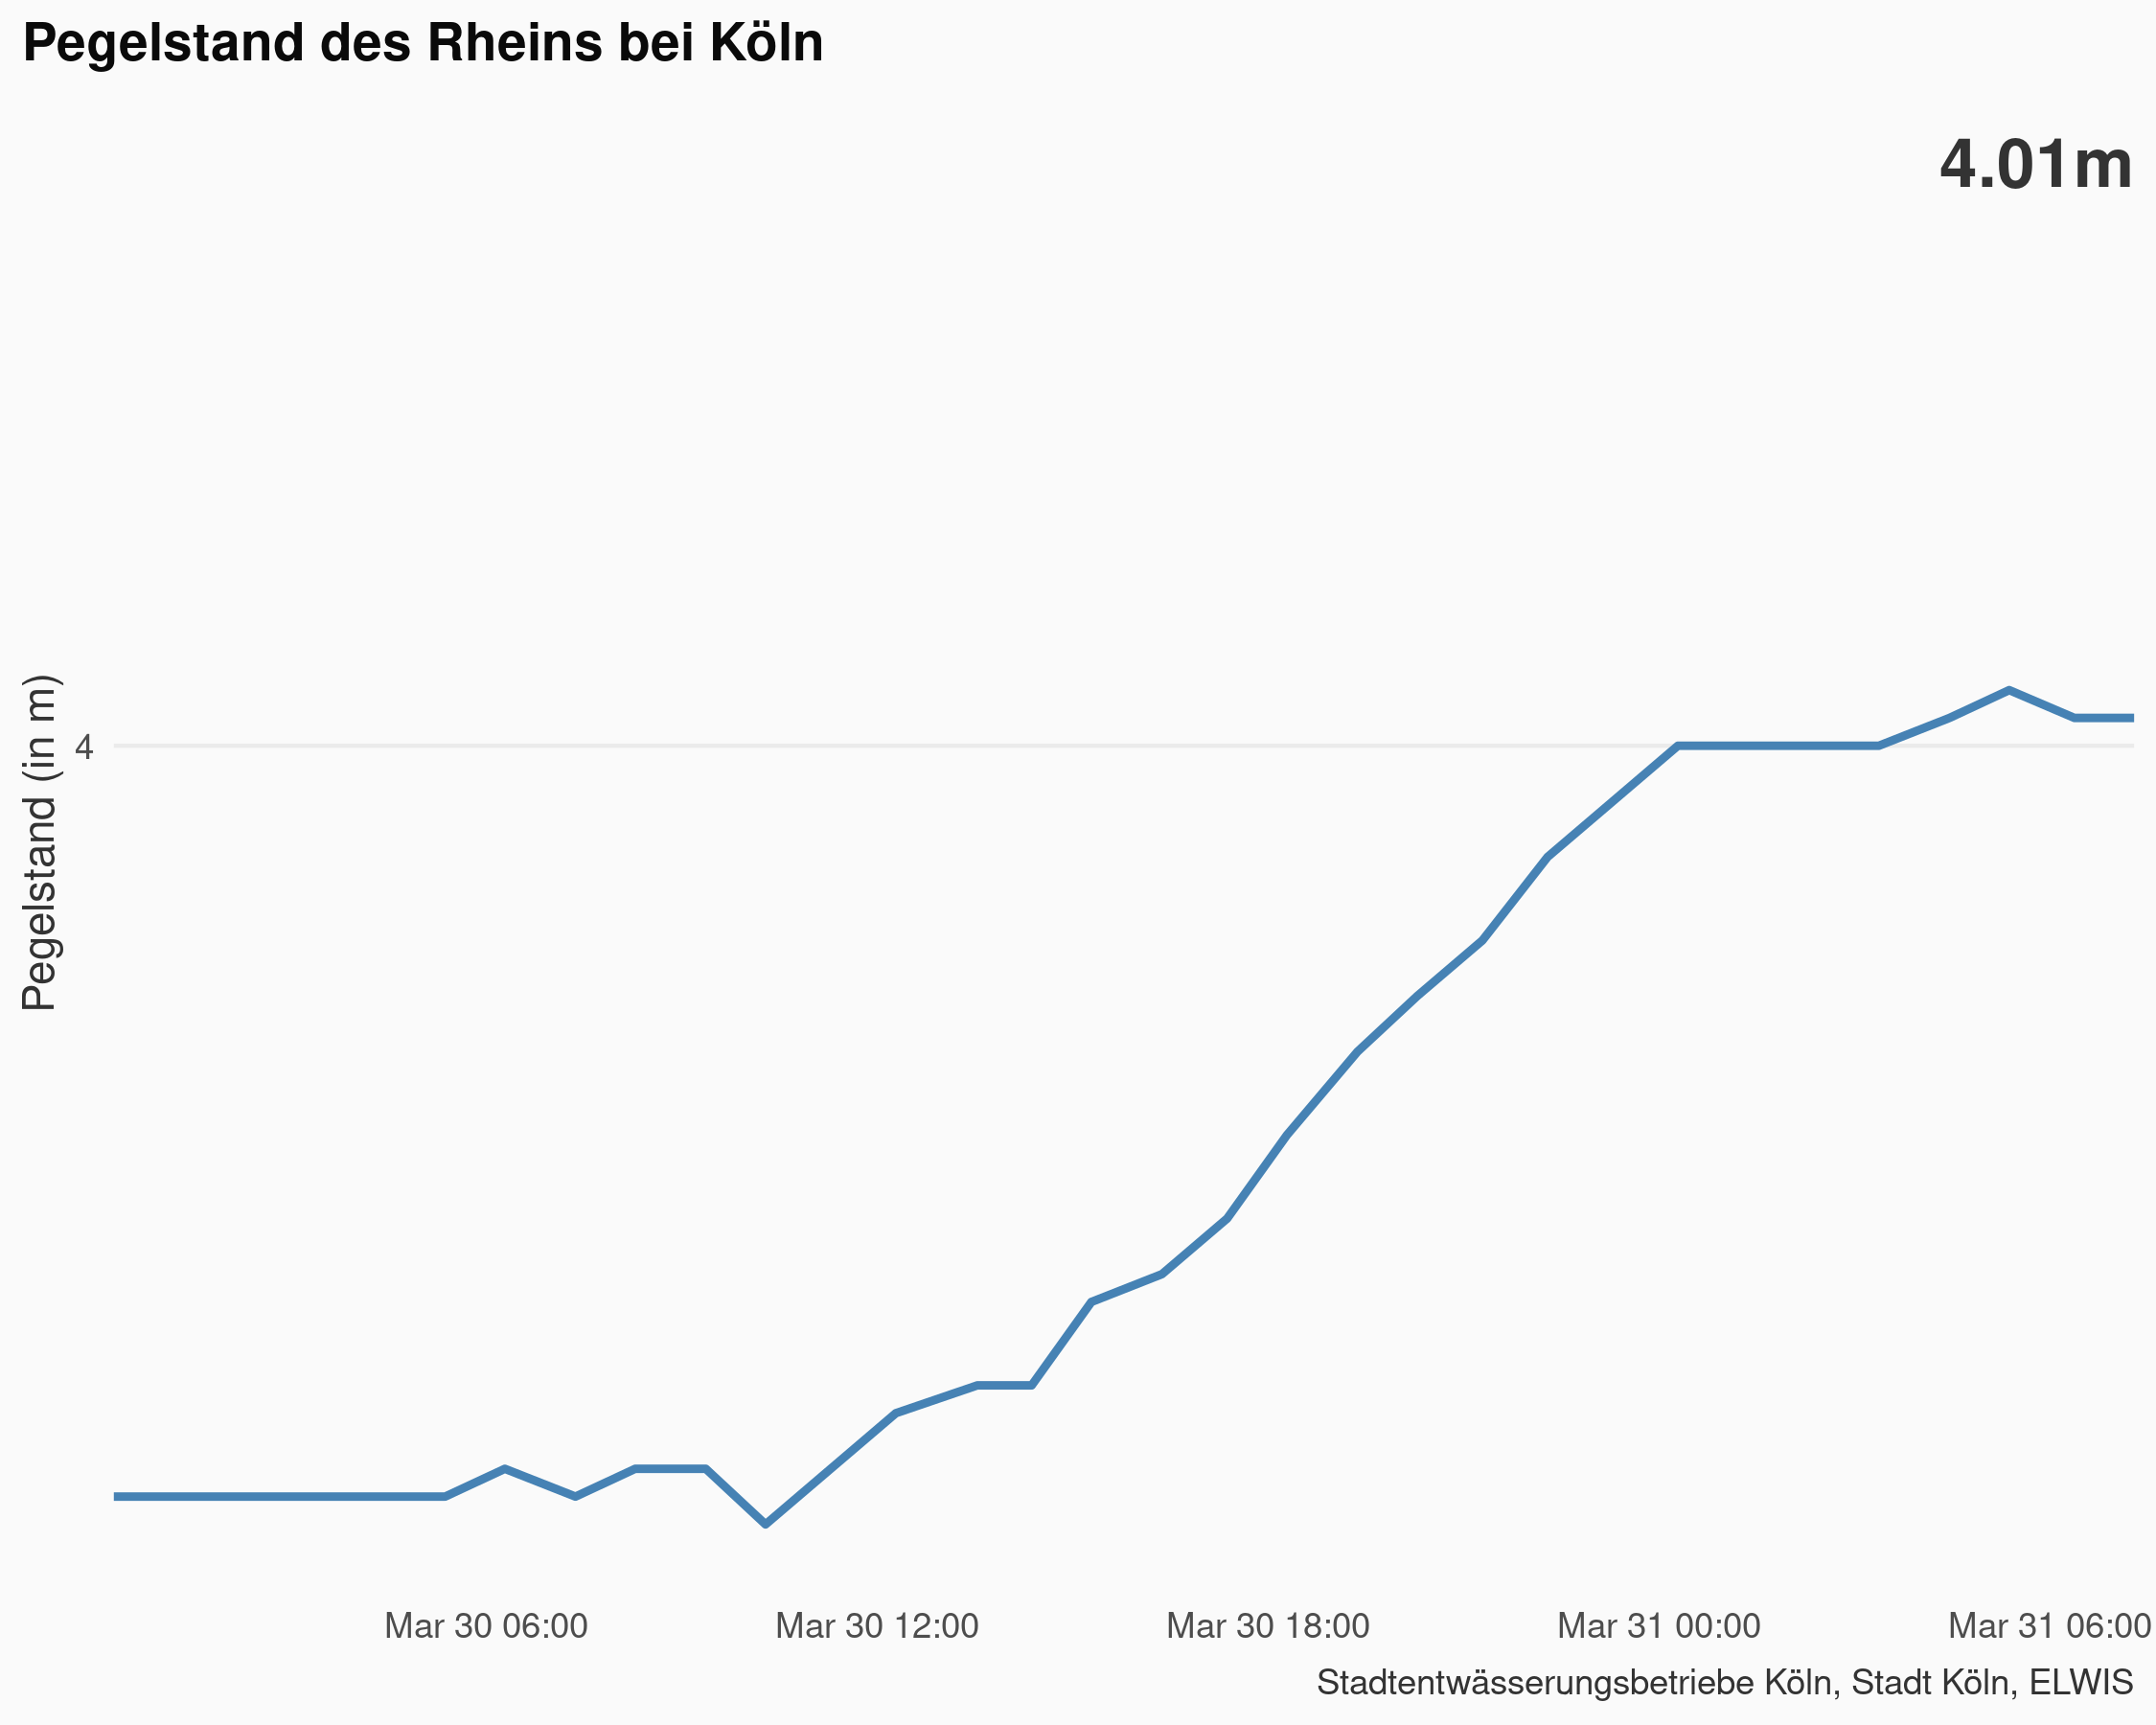 Pegelstand des Rheins bei Köln
4.01m
Pegelstand (in m)
4
Mar 30 06:00
Mar 30 12:00
Mar 30 18:00
Mar 31 00:00
Mar 31 06:00
Stadtentwässerungsbetriebe Köln, Stadt Köln, ELWIS